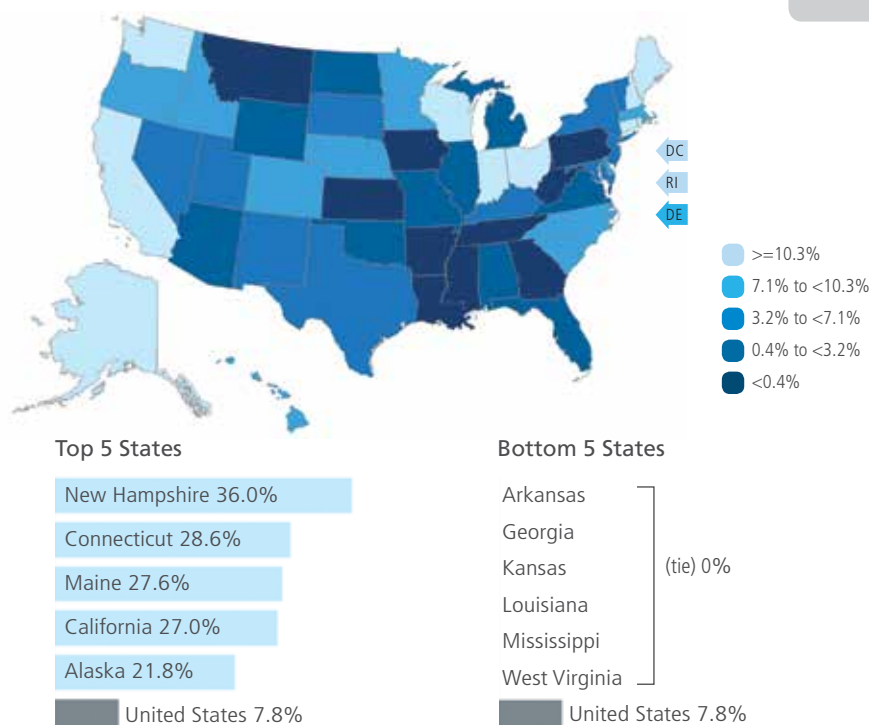 DC
RI
DE
>=10.3%
7.1% to <10.3%
3.2% to <7.1%
0.4% to <3.2%
<0.4%
Top 5 States
New Hampshire 36.0%
Connecticut 28.6%
Maine 27.6%
California 27.0%
Alaska 21.8%
United States 7.8%
Bottom 5 States
Arkansas
Georgia
Kansas
Louisiana
Mississippi
West Virginia
(tie) 0%
United States 7.8%